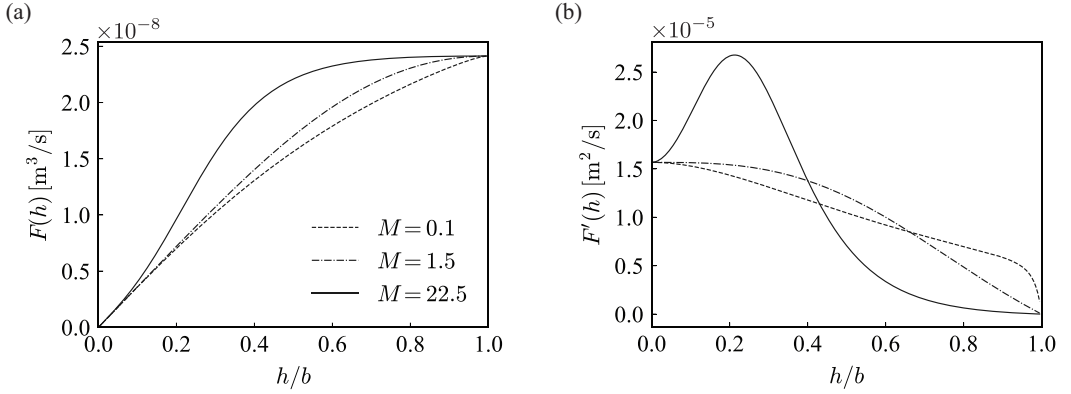 (a)
×10⁻⁸
2.5
2.0
1.5
1.0
0.5
0.0
F(h) [m³/s]
M = 0.1
M = 1.5
M = 22.5
0.0 0.2 0.4 0.6 0.8 1.0
h/b
(b)
×10⁻⁵
2.5
2.0
1.5
1.0
0.5
0.0
F′(h) [m²/s]
0.0 0.2 0.4 0.6 0.8 1.0
h/b